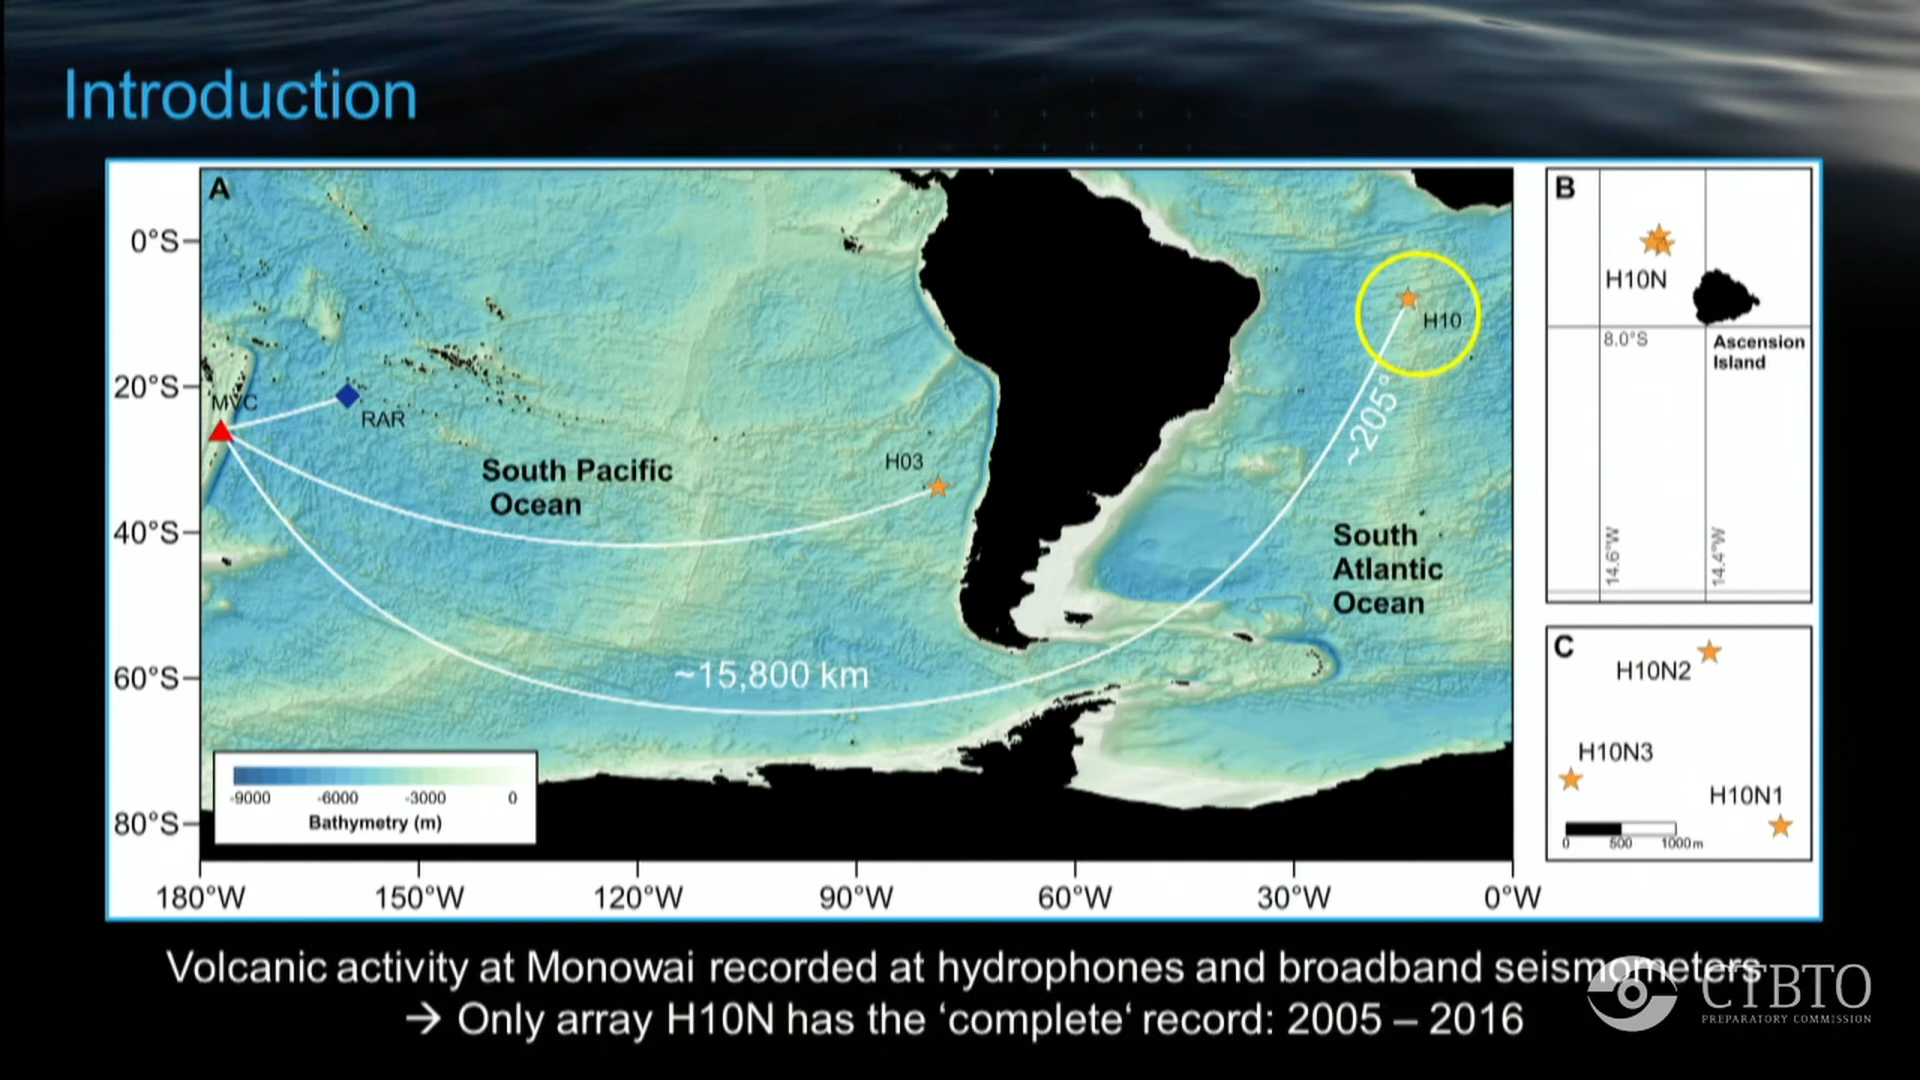 Introduction
A
0°S
20°S
40°S
60°S
80°S
MVC
RAR
H03
H10
South Pacific
Ocean
~205°
South
Atlantic
Ocean
~15,800 km
-9000 -6000 -3000 0
Bathymetry (m)
180°W 150°W 120°W 90°W 60°W 30°W 0°W
B
H10N
8.0°S
Ascension
Island
14.6°W
14.4°W
C
H10N2
H10N3
H10N1
0 500 1000m
Volcanic activity at Monowai recorded at hydrophones and broadband seismometers
→ Only array H10N has the ‘complete‘ record: 2005 – 2016
CTBTO
PREPARATORY COMMISSION